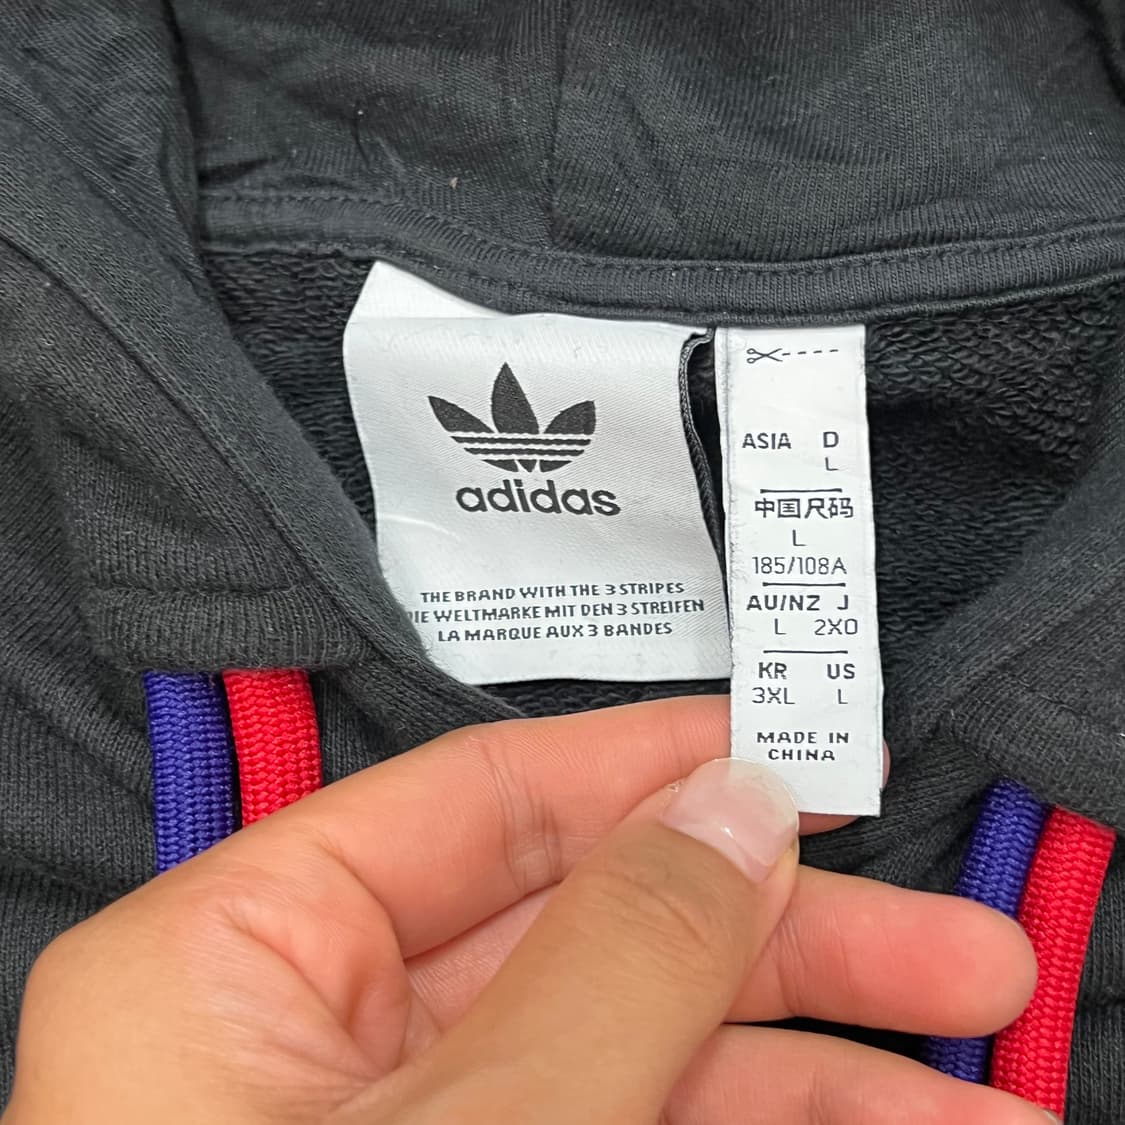 adidas
THE BRAND WITH THE 3 STRIPES
DIE WELTMARKE MIT DEN 3 STREIFEN
LA MARQUE AUX 3 BANDES
ASIA D
L
中国尺码
L
185/108A
AU/NZ J
L 2XO
KR US
3XL L
MADE IN
CHINA